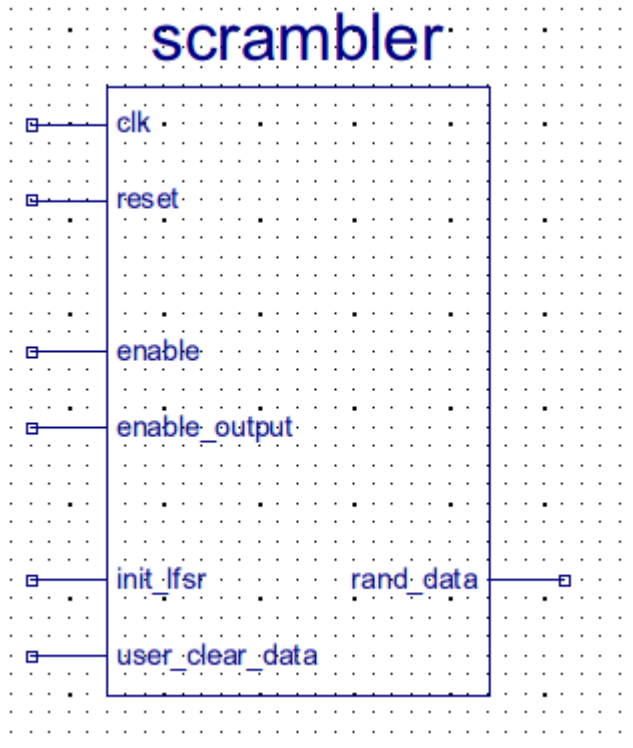 scrambler
clk
reset
enable
enable_output
init_lfsr
rand_data
user_clear_data